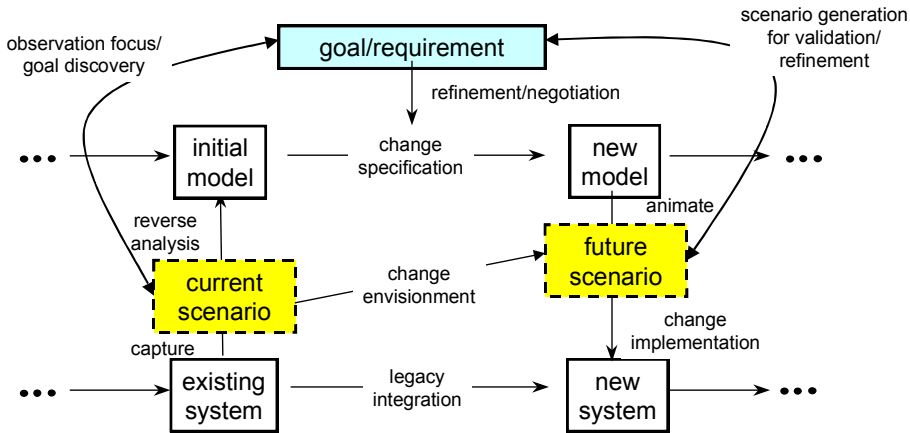 observation focus/
goal discovery
goal/requirement
scenario generation
for validation/
refinement
refinement/negotiation
•••
initial
model
change
specification
new
model
•••
reverse
analysis
animate
current
scenario
change
envisionment
future
scenario
capture
change
implementation
•••
existing
system
legacy
integration
new
system
•••